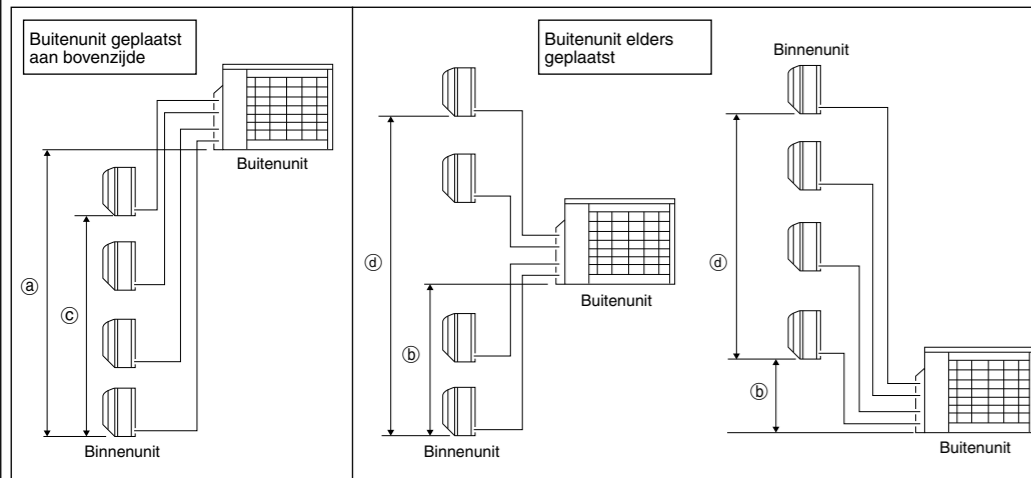 Buitenunit geplaatst
aan bovenzijde
Buitenunit
ⓐ
ⓒ
Binnenunit
Buitenunit elders
geplaatst
ⓓ
Buitenunit
ⓑ
Binnenunit
Binnenunit
ⓓ
ⓑ
Buitenunit